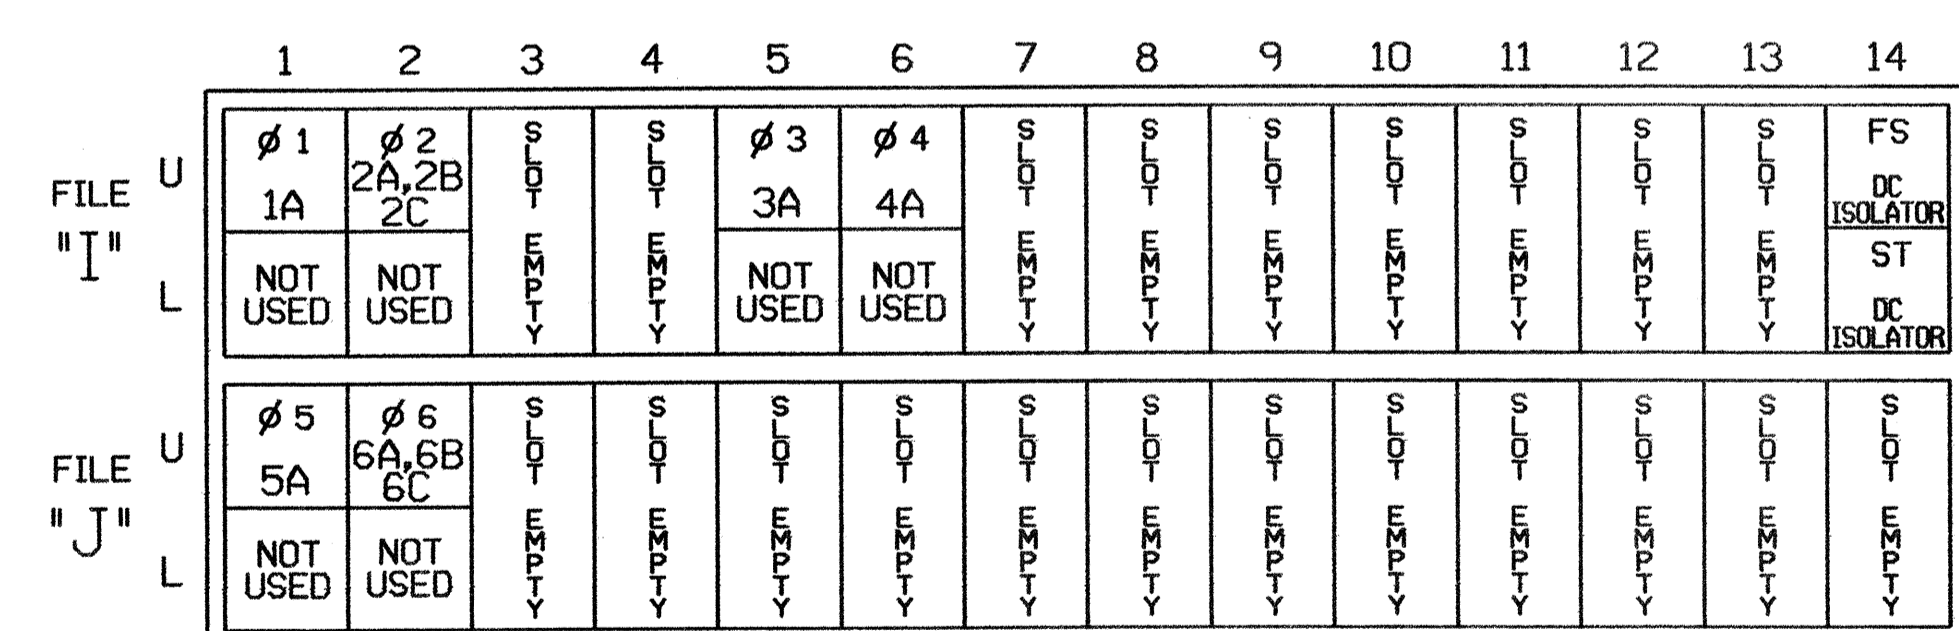 1 2 3 4 5 6 7 8 9 10 11 12 13 14
FILE "I"
U
L
ø 1
1A
NOT USED
ø 2
2A,2B
2C
NOT USED
SLOT EMPTY
SLOT EMPTY
ø 3
3A
NOT USED
ø 4
4A
NOT USED
SLOT EMPTY
SLOT EMPTY
SLOT EMPTY
SLOT EMPTY
SLOT EMPTY
SLOT EMPTY
SLOT EMPTY
FS
DC
ISOLATOR
ST
DC
ISOLATOR
FILE "J"
U
L
ø 5
5A
NOT USED
ø 6
6A,6B
6C
NOT USED
SLOT EMPTY
SLOT EMPTY
SLOT EMPTY
SLOT EMPTY
SLOT EMPTY
SLOT EMPTY
SLOT EMPTY
SLOT EMPTY
SLOT EMPTY
SLOT EMPTY
SLOT EMPTY
SLOT EMPTY